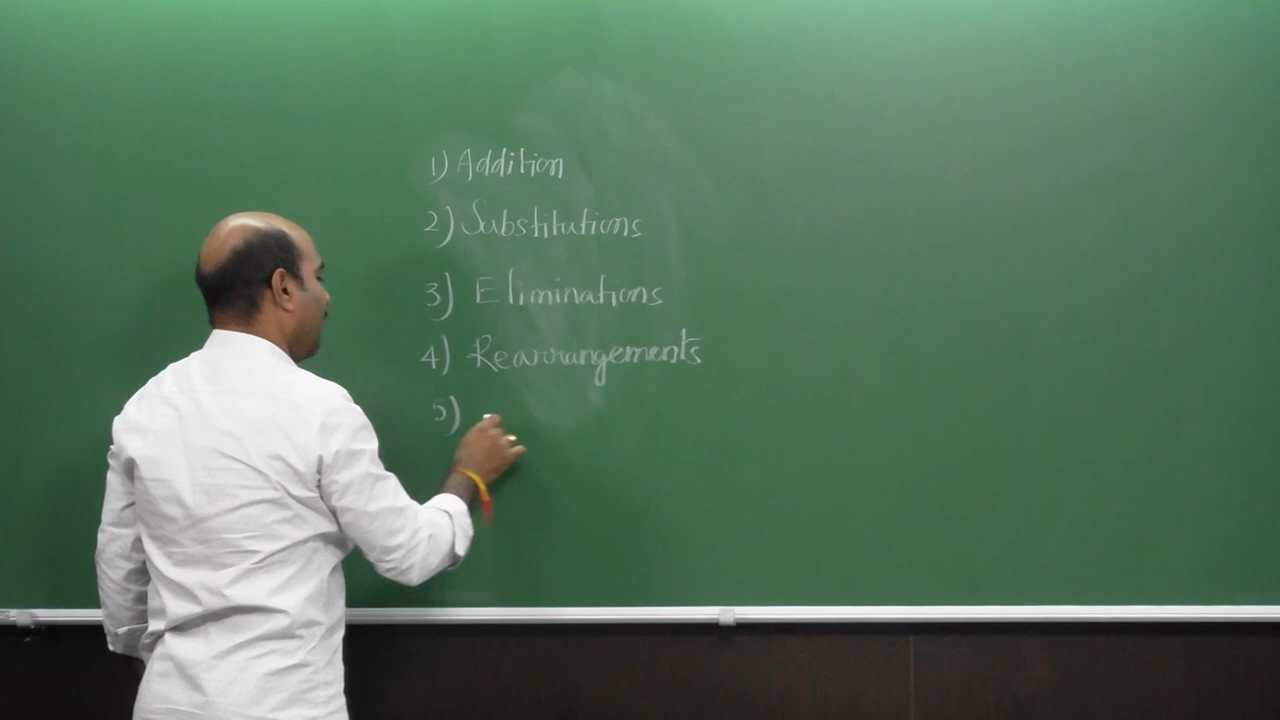 1) Addition
2) Substitutions
3) Eliminations
4) Rearrangements
5)